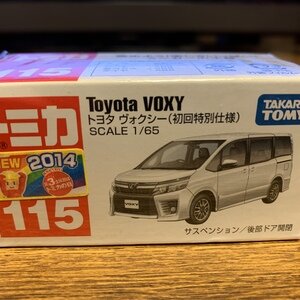 トミカ
NEW 2014
115
Toyota VOXY
トヨタ ヴォクシー(初回特別仕様)
SCALE 1/65
TAKARA
TOMY
VOXY
サスペンション/後部ドア開閉
115